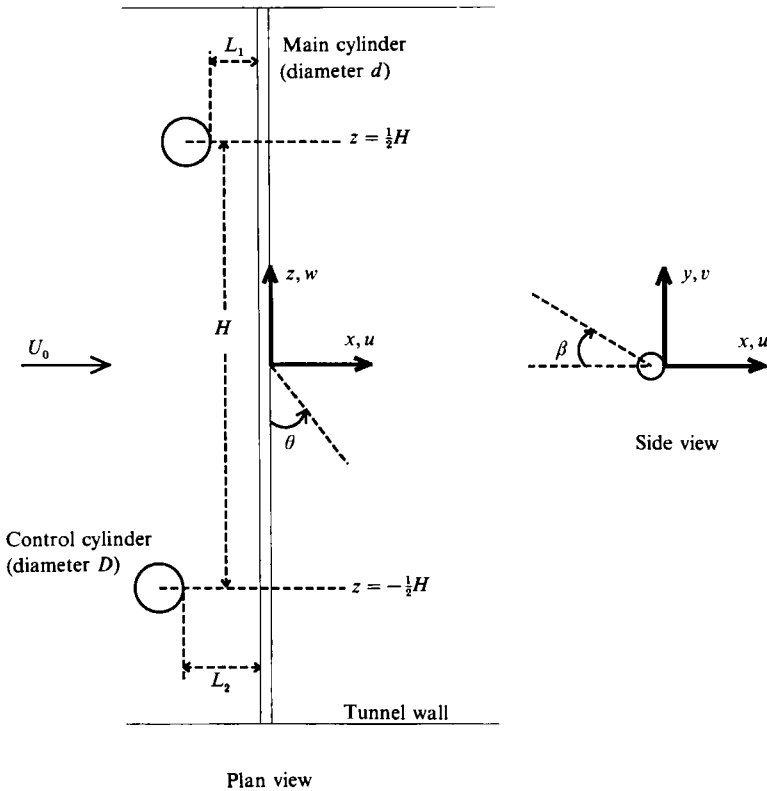 L₁
Main cylinder
(diameter d)
z = ½H
z, w
y, v
H
U₀
x, u
β
x, u
θ
Side view
Control cylinder
(diameter D)
z = −½H
L₂
Tunnel wall
Plan view